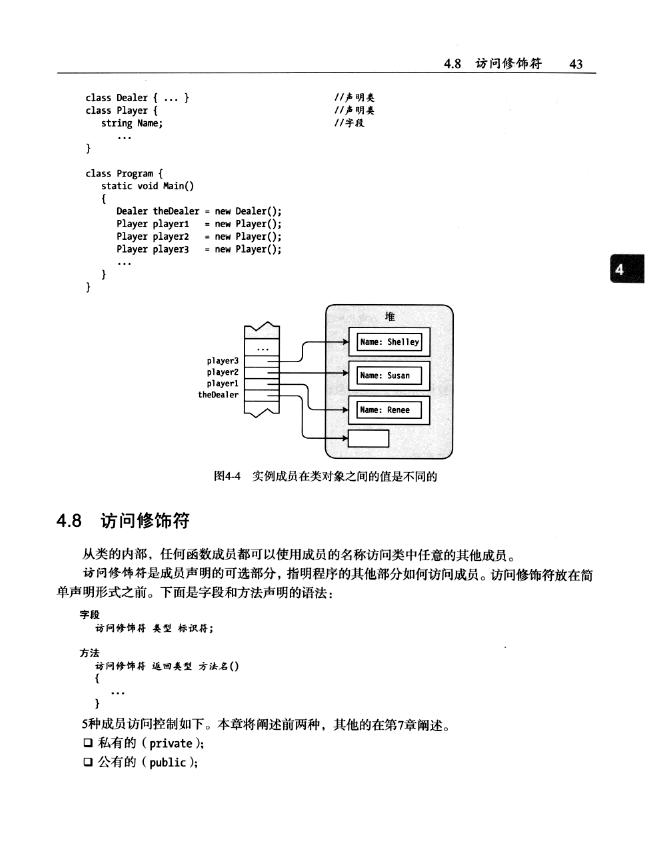 4.8 访问修饰符 43
class Dealer { ... } //声明类
class Player { //声明类
string Name; //字段
...
}
class Program {
static void Main()
{
Dealer theDealer = new Dealer();
Player player1 = new Player();
Player player2 = new Player();
Player player3 = new Player();
...
}
}
4
堆
...
Name: Shelley
player3
player2
Name: Susan
player1
theDealer
Name: Renee
图4-4 实例成员在类对象之间的值是不同的
4.8 访问修饰符
从类的内部，任何函数成员都可以使用成员的名称访问类中任意的其他成员。
访问修饰符是成员声明的可选部分，指明程序的其他部分如何访问成员。访问修饰符放在简
单声明形式之前。下面是字段和方法声明的语法：
字段
访问修饰符 类型 标识符;
方法
访问修饰符 返回类型 方法名()
{
...
}
5种成员访问控制如下。本章将阐述前两种，其他的在第7章阐述。
❑ 私有的（private）;
❑ 公有的（public）;